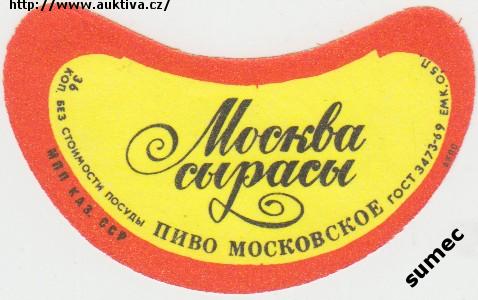 http://www.auktiva.cz/
Москва
сырасы
ПИВО МОСКОВСКОЕ
36
КОП. БЕЗ СТОИМОСТИ ПОСУДЫ
МПП КАЗ. ССР
ГОСТ 3473-69 ЕМК. 0,5 Л
sumec